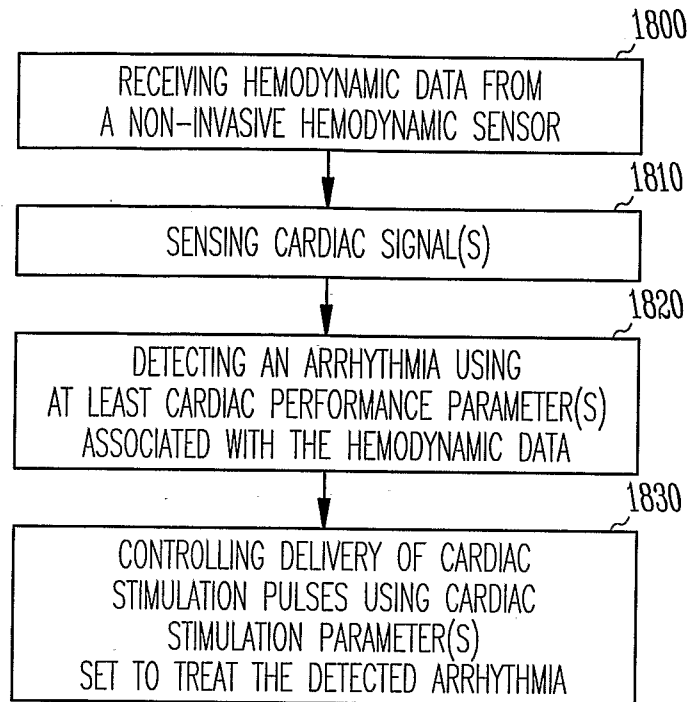 1800
RECEIVING HEMODYNAMIC DATA FROM
A NON-INVASIVE HEMODYNAMIC SENSOR
1810
SENSING CARDIAC SIGNAL(S)
1820
DETECTING AN ARRHYTHMIA USING
AT LEAST CARDIAC PERFORMANCE PARAMETER(S)
ASSOCIATED WITH THE HEMODYNAMIC DATA
1830
CONTROLLING DELIVERY OF CARDIAC
STIMULATION PULSES USING CARDIAC
STIMULATION PARAMETER(S)
SET TO TREAT THE DETECTED ARRHYTHMIA